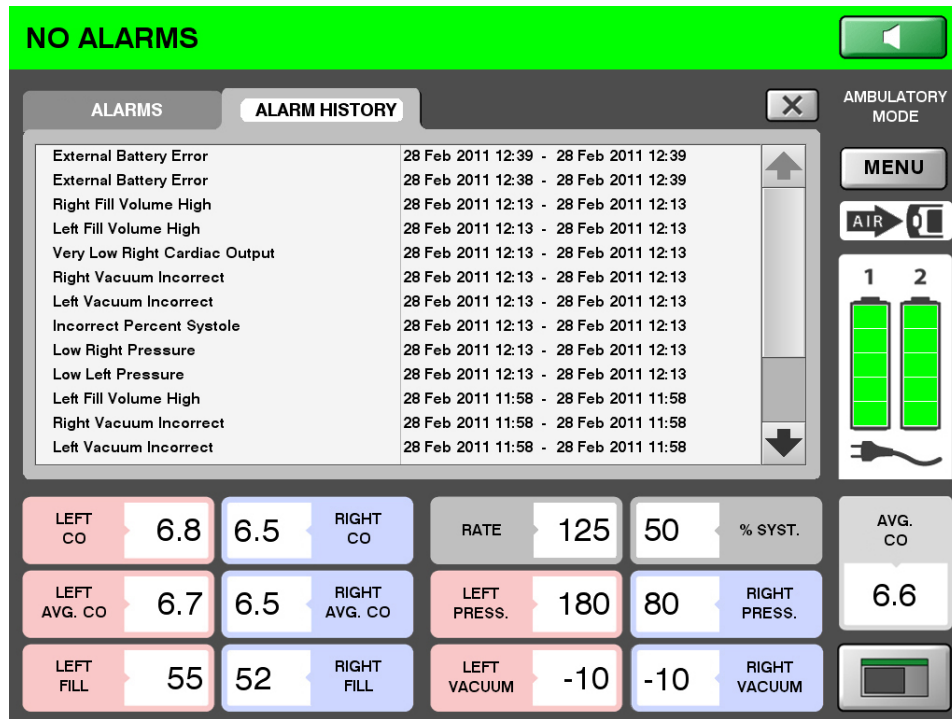 NO ALARMS
ALARMS
ALARM HISTORY
AMBULATORY
MODE
MENU
AIR
External Battery Error 28 Feb 2011 12:39 - 28 Feb 2011 12:39
External Battery Error 28 Feb 2011 12:38 - 28 Feb 2011 12:39
Right Fill Volume High 28 Feb 2011 12:13 - 28 Feb 2011 12:13
Left Fill Volume High 28 Feb 2011 12:13 - 28 Feb 2011 12:13
Very Low Right Cardiac Output 28 Feb 2011 12:13 - 28 Feb 2011 12:13
Right Vacuum Incorrect 28 Feb 2011 12:13 - 28 Feb 2011 12:13
Left Vacuum Incorrect 28 Feb 2011 12:13 - 28 Feb 2011 12:13
Incorrect Percent Systole 28 Feb 2011 12:13 - 28 Feb 2011 12:13
Low Right Pressure 28 Feb 2011 12:13 - 28 Feb 2011 12:13
Low Left Pressure 28 Feb 2011 12:13 - 28 Feb 2011 12:13
Left Fill Volume High 28 Feb 2011 11:58 - 28 Feb 2011 11:58
Right Vacuum Incorrect 28 Feb 2011 11:58 - 28 Feb 2011 11:58
Left Vacuum Incorrect 28 Feb 2011 11:58 - 28 Feb 2011 11:58
1 2
LEFT
CO
6.8
6.5
RIGHT
CO
RATE
125
50
% SYST.
AVG.
CO
6.6
LEFT
AVG. CO
6.7
6.5
RIGHT
AVG. CO
LEFT
PRESS.
180
80
RIGHT
PRESS.
LEFT
FILL
55
52
RIGHT
FILL
LEFT
VACUUM
-10
-10
RIGHT
VACUUM